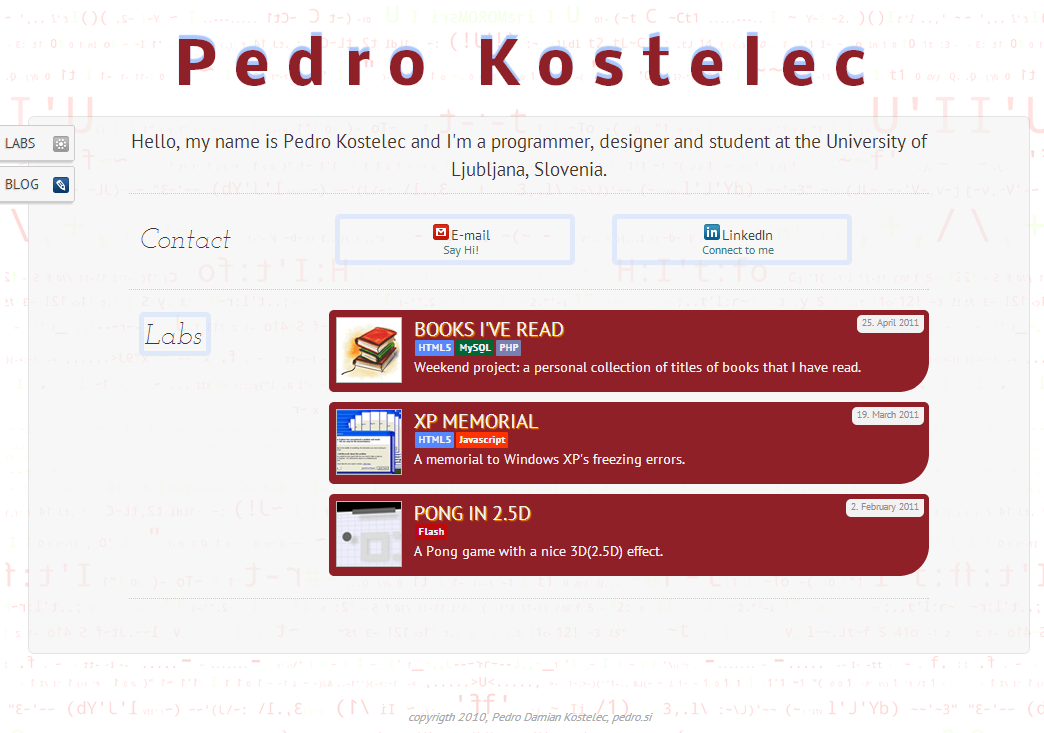 Pedro Kostelec
LABS
BLOG
Hello, my name is Pedro Kostelec and I'm a programmer, designer and student at the University of
Ljubljana, Slovenia.
Contact
E-mail
Say Hi!
LinkedIn
Connect to me
Labs
BOOKS I'VE READ
25. April 2011
HTML5 MySQL PHP
Weekend project: a personal collection of titles of books that I have read.
XP MEMORIAL
19. March 2011
HTML5 Javascript
A memorial to Windows XP's freezing errors.
PONG IN 2.5D
2. February 2011
Flash
A Pong game with a nice 3D(2.5D) effect.
copyrigth 2010, Pedro Damian Kostelec, pedro.si